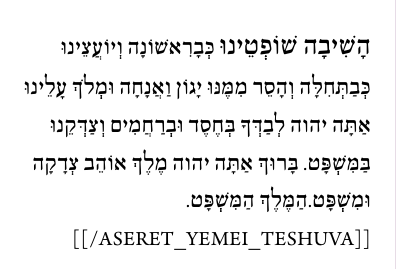 הָשִׁיבָה שׁוֹפְטֵינוּ כְּבָרִאשׁוֹנָה וְיוֹעֲצֵינוּ
כְּבַתְּחִלָּה וְהָסֵר מִמֶּנּוּ יָגוֹן וַאֲנָחָה וּמְלֹךְ עָלֵינוּ
אַתָּה יהוה לְבַדְּךָ בְּחֶסֶד וּבְרַחֲמִים וְצַדְּקֵנוּ
בַּמִּשְׁפָּט. בָּרוּךְ אַתָּה יהוה מֶלֶךְ אוֹהֵב צְדָקָה
וּמִשְׁפָּט.הַמֶּלֶךְ הַמִּשְׁפָּט.
[[/ASERET_YEMEI_TESHUVA]]